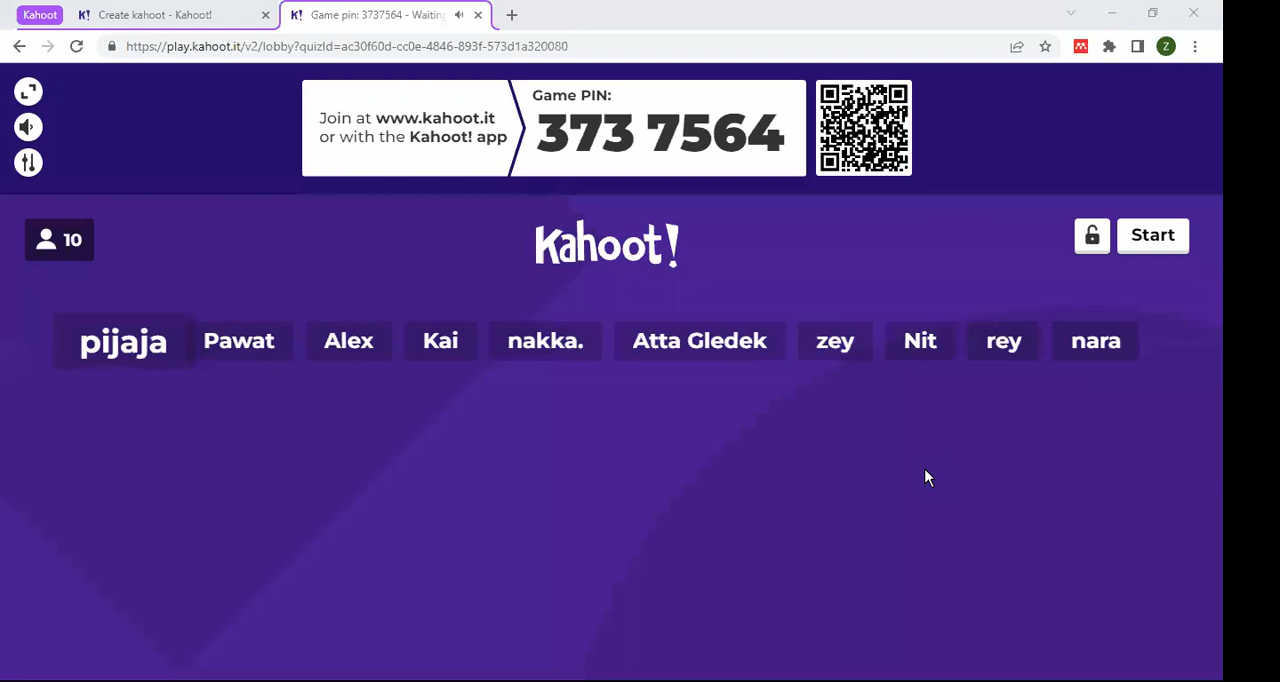 Kahoot
Create kahoot - Kahoot!
Game pin: 3737564 - Waitin
https://play.kahoot.it/v2/lobby?quizId=ac30f60d-cc0e-4846-893f-573d1a320080
Z
Join at www.kahoot.it
or with the Kahoot! app
Game PIN:
373 7564
10
Kahoot!
Start
pijaja Pawat Alex Kai nakka. Atta Gledek zey Nit rey nara